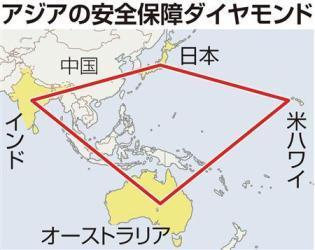 アジアの安全保障ダイヤモンド
中国
日本
インド
米ハワイ
オーストラリア